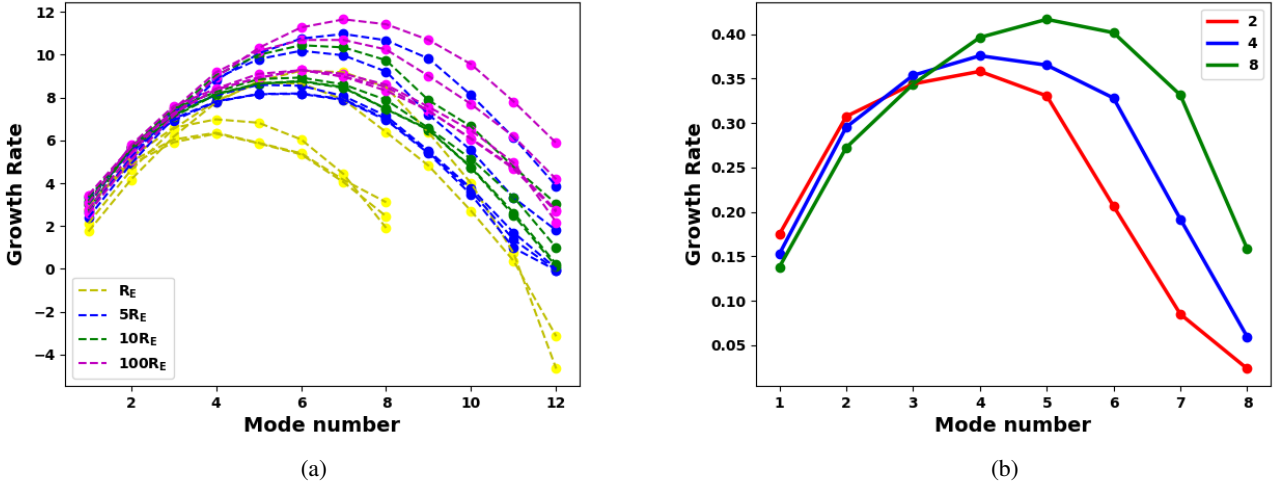 12
10
8
6
4
2
0
−2
−4
Growth Rate
R_E
5R_E
10R_E
100R_E
2 4 6 8 10 12
Mode number
(a)
0.40
0.35
0.30
0.25
0.20
0.15
0.10
0.05
Growth Rate
2
4
8
1 2 3 4 5 6 7 8
Mode number
(b)